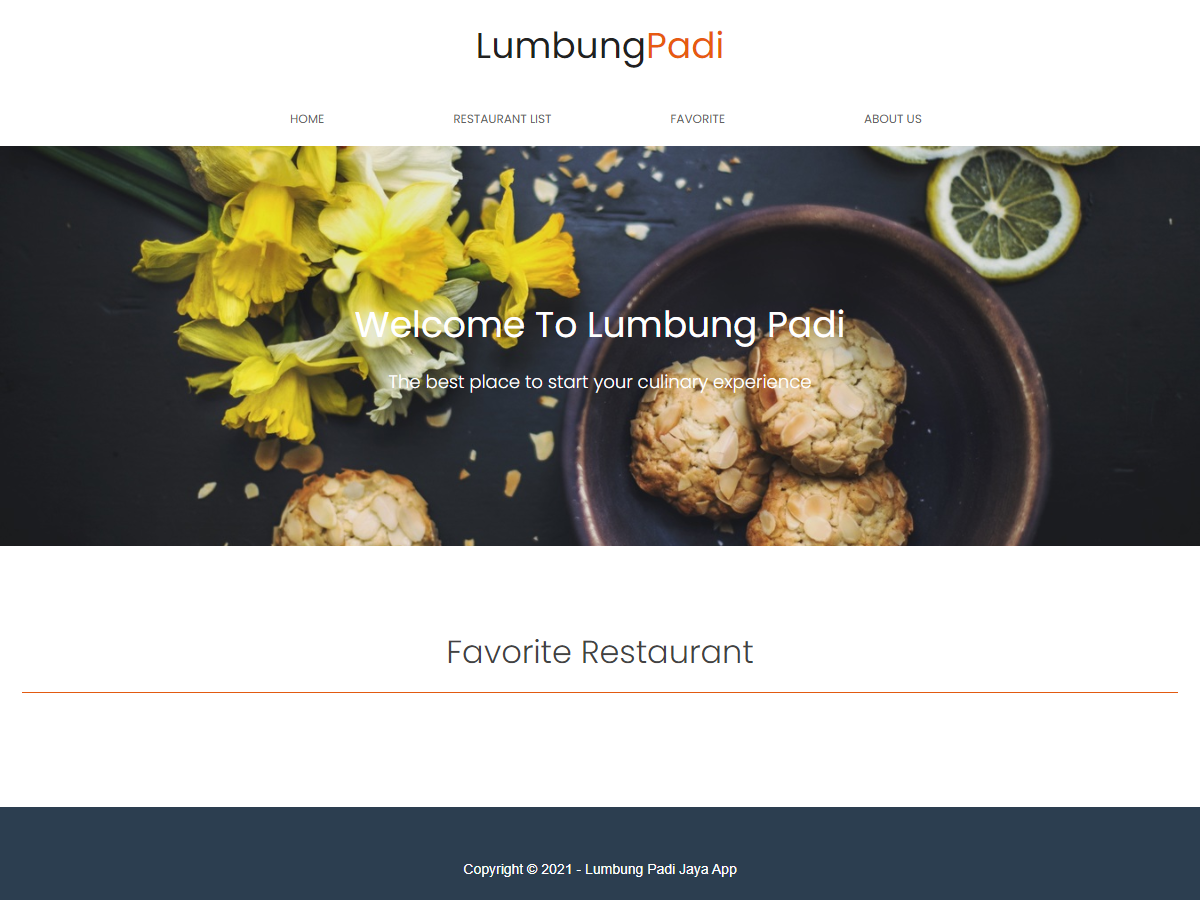 LumbungPadi
HOME RESTAURANT LIST FAVORITE ABOUT US
Welcome To Lumbung Padi
The best place to start your culinary experience
Favorite Restaurant
Copyright © 2021 - Lumbung Padi Jaya App